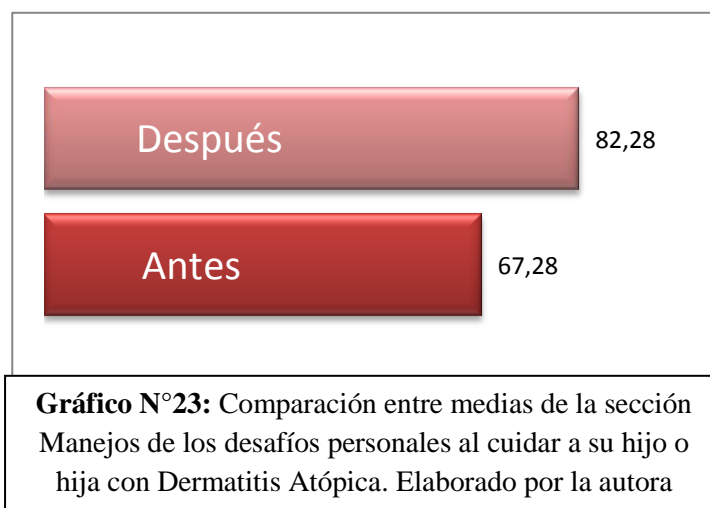 Después
82,28
Antes
67,28
Gráfico N°23: Comparación entre medias de la sección
Manejos de los desafíos personales al cuidar a su hijo o
hija con Dermatitis Atópica. Elaborado por la autora